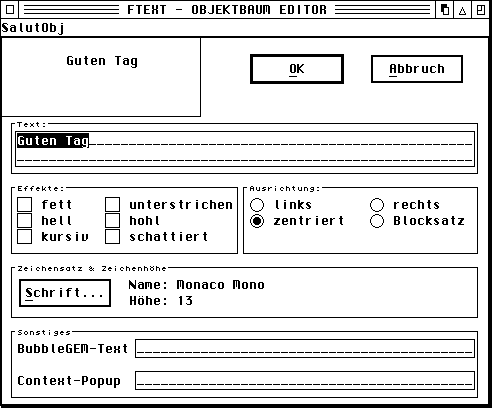 FTEXT - OBJEKTBAUM EDITOR
SalutObj
Guten Tag
OK
Abbruch
Text:
Guten Tag
Effekte:
fett
unterstrichen
hell
hohl
kursiv
schattiert
Ausrichtung:
links
rechts
zentriert
Blocksatz
Zeichensatz & Zeichenhöhe
Schrift...
Name: Monaco Mono
Höhe: 13
Sonstiges
BubbleGEM-Text
Context-Popup